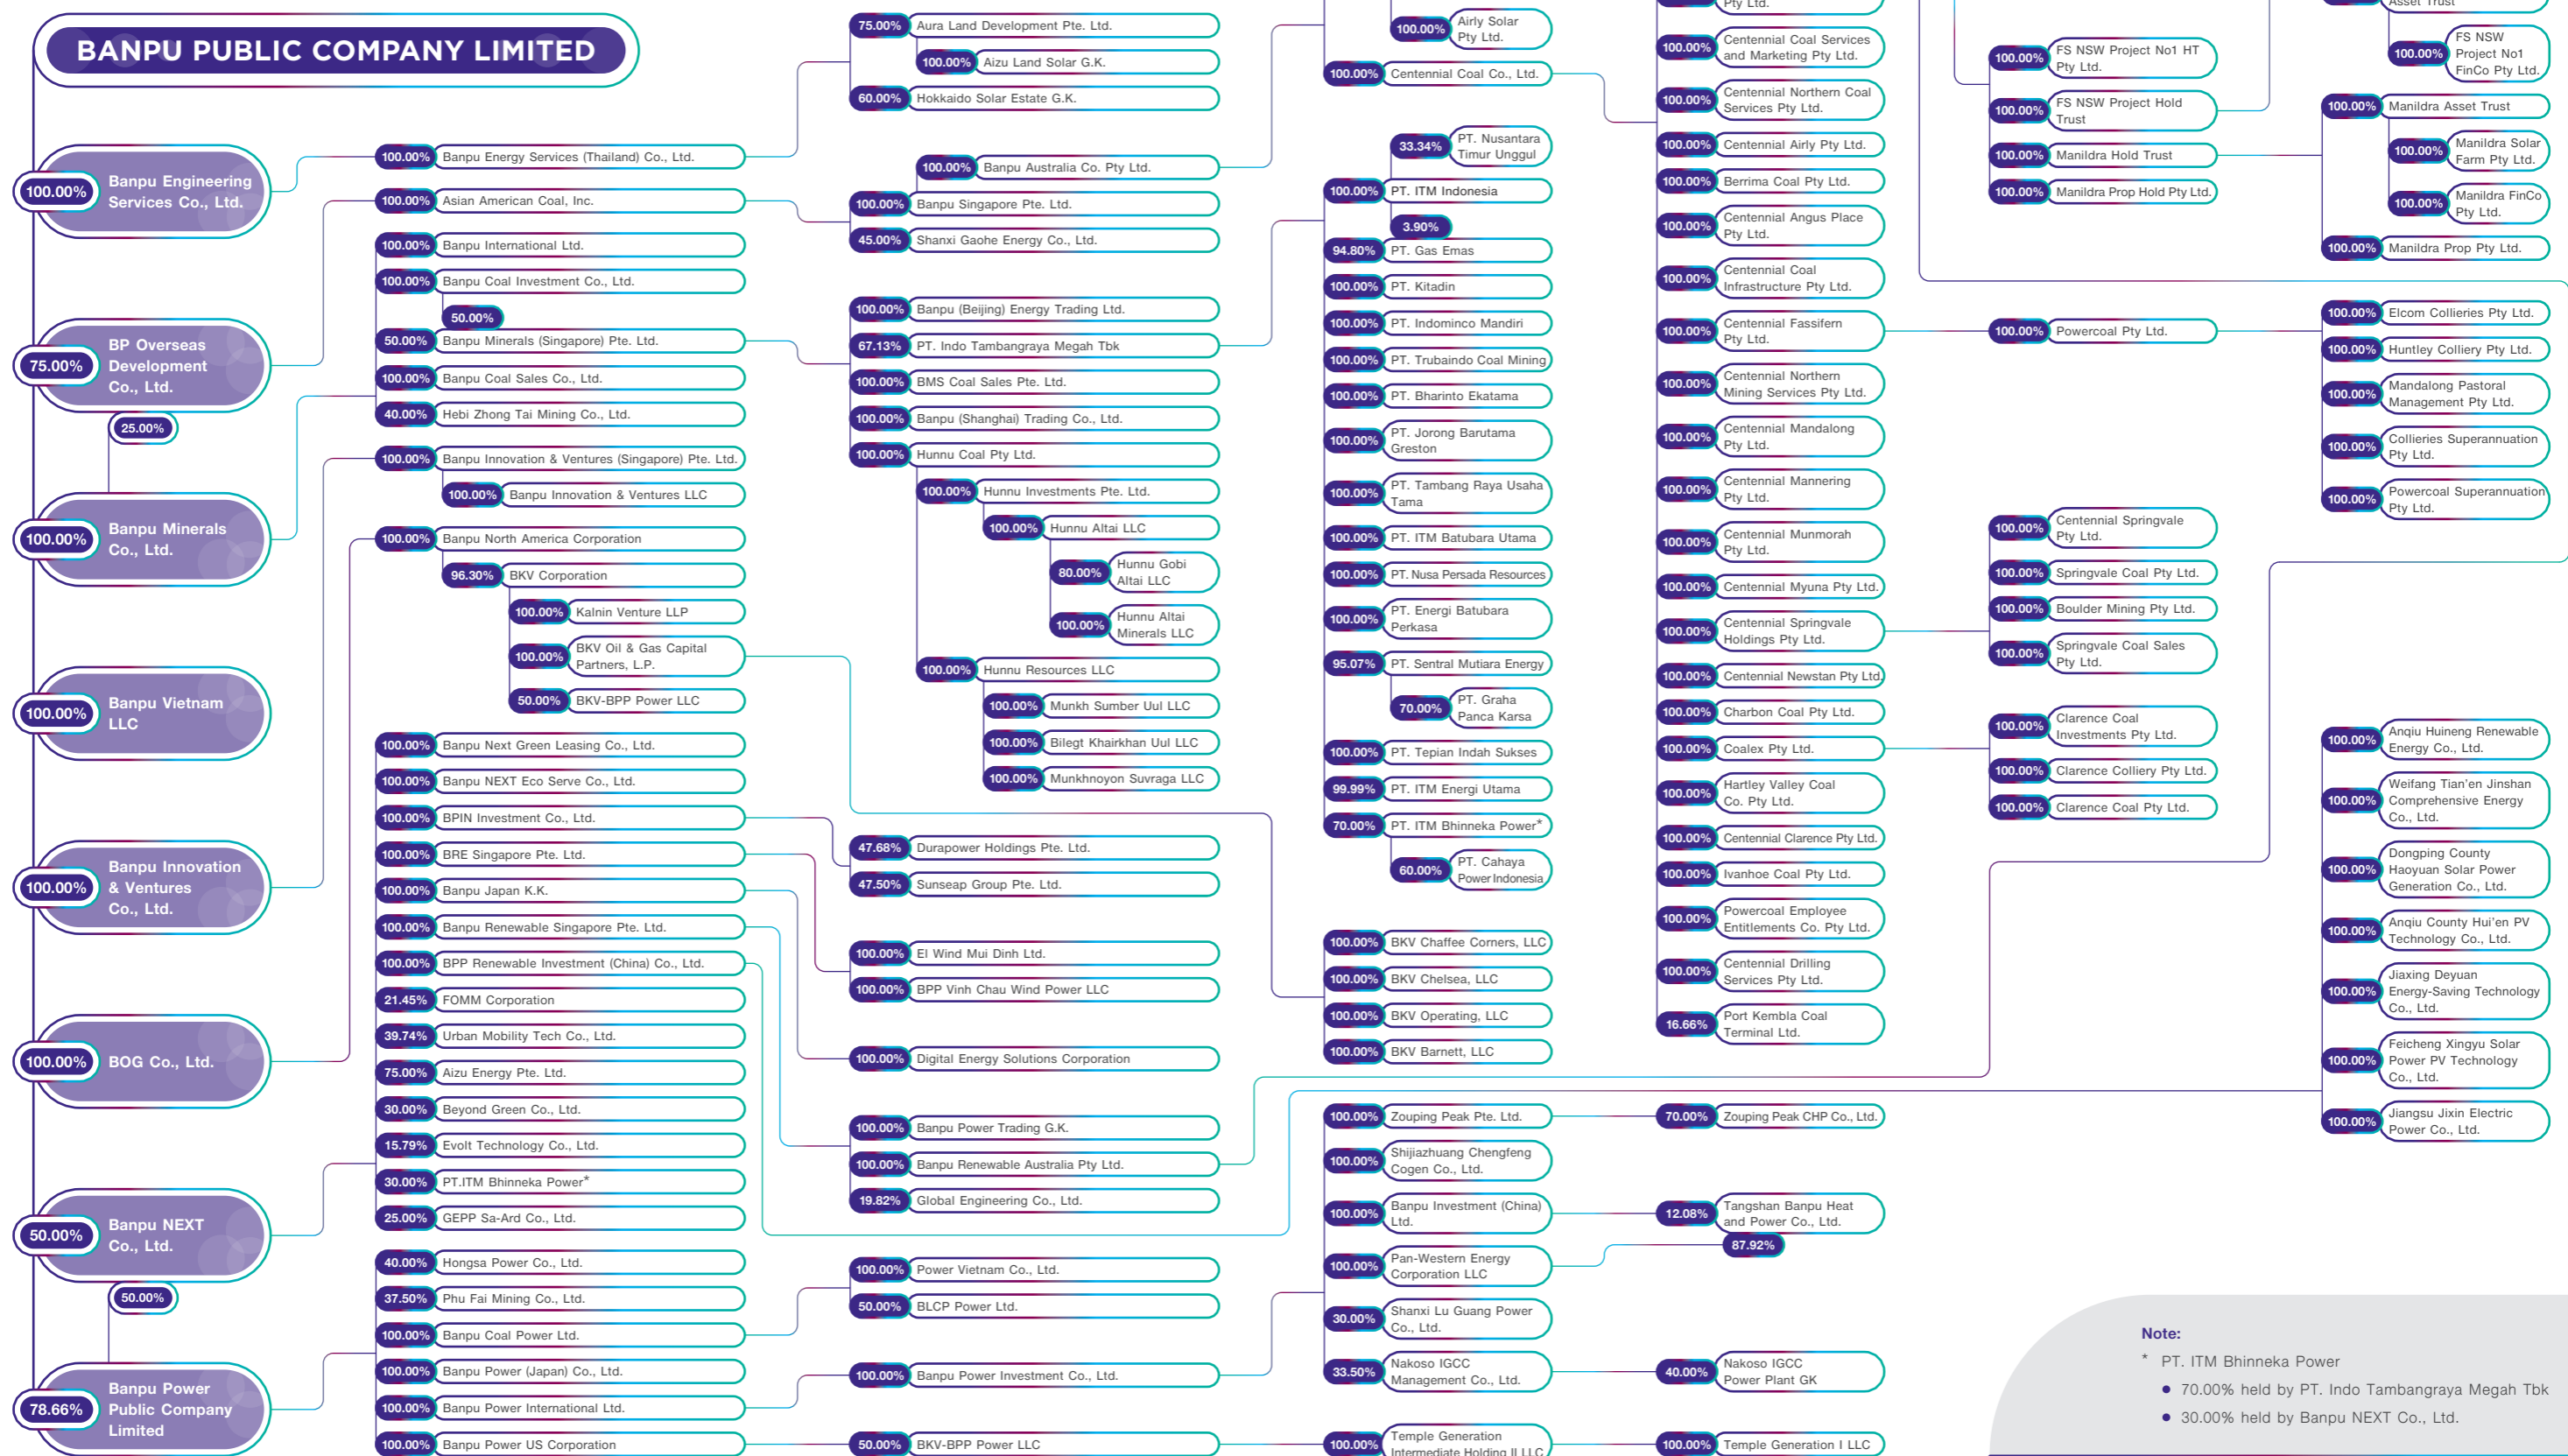 BANPU PUBLIC COMPANY LIMITED
100.00%
Banpu Engineering
Services Co., Ltd.
75.00%
BP Overseas
Development
Co., Ltd.
25.00%
100.00%
Banpu Minerals
Co., Ltd.
100.00%
Banpu Vietnam
LLC
100.00%
Banpu Innovation
& Ventures
Co., Ltd.
100.00%
BOG Co., Ltd.
50.00%
Banpu NEXT
Co., Ltd.
50.00%
78.66%
Banpu Power
Public Company
Limited
100.00% Banpu Energy Services (Thailand) Co., Ltd.
100.00% Asian American Coal, Inc.
100.00% Banpu International Ltd.
100.00% Banpu Coal Investment Co., Ltd.
50.00%
50.00% Banpu Minerals (Singapore) Pte. Ltd.
100.00% Banpu Coal Sales Co., Ltd.
40.00% Hebi Zhong Tai Mining Co., Ltd.
100.00% Banpu Innovation & Ventures (Singapore) Pte. Ltd.
100.00% Banpu Innovation & Ventures LLC
100.00% Banpu North America Corporation
96.30% BKV Corporation
100.00% Kalnin Venture LLP
100.00% BKV Oil & Gas Capital
Partners, L.P.
50.00% BKV-BPP Power LLC
100.00% Banpu Next Green Leasing Co., Ltd.
100.00% Banpu NEXT Eco Serve Co., Ltd.
100.00% BPIN Investment Co., Ltd.
100.00% BRE Singapore Pte. Ltd.
100.00% Banpu Japan K.K.
100.00% Banpu Renewable Singapore Pte. Ltd.
100.00% BPP Renewable Investment (China) Co., Ltd.
21.45% FOMM Corporation
39.74% Urban Mobility Tech Co., Ltd.
75.00% Aizu Energy Pte. Ltd.
30.00% Beyond Green Co., Ltd.
15.79% Evolt Technology Co., Ltd.
30.00% PT.ITM Bhinneka Power*
25.00% GEPP Sa-Ard Co., Ltd.
40.00% Hongsa Power Co., Ltd.
37.50% Phu Fai Mining Co., Ltd.
100.00% Banpu Coal Power Ltd.
100.00% Banpu Power (Japan) Co., Ltd.
100.00% Banpu Power International Ltd.
100.00% Banpu Power US Corporation
75.00% Aura Land Development Pte. Ltd.
100.00% Aizu Land Solar G.K.
60.00% Hokkaido Solar Estate G.K.
100.00% Banpu Australia Co. Pty Ltd.
100.00% Banpu Singapore Pte. Ltd.
45.00% Shanxi Gaohe Energy Co., Ltd.
100.00% Banpu (Beijing) Energy Trading Ltd.
67.13% PT. Indo Tambangraya Megah Tbk
100.00% BMS Coal Sales Pte. Ltd.
100.00% Banpu (Shanghai) Trading Co., Ltd.
100.00% Hunnu Coal Pty Ltd.
100.00% Hunnu Investments Pte. Ltd.
100.00% Hunnu Altai LLC
80.00% Hunnu Gobi
Altai LLC
100.00% Hunnu Altai
Minerals LLC
100.00% Hunnu Resources LLC
100.00% Munkh Sumber Uul LLC
100.00% Bilegt Khairkhan Uul LLC
100.00% Munkhnoyon Suvraga LLC
47.68% Durapower Holdings Pte. Ltd.
47.50% Sunseap Group Pte. Ltd.
100.00% El Wind Mui Dinh Ltd.
100.00% BPP Vinh Chau Wind Power LLC
100.00% Digital Energy Solutions Corporation
100.00% Banpu Power Trading G.K.
100.00% Banpu Renewable Australia Pty Ltd.
19.82% Global Engineering Co., Ltd.
100.00% Power Vietnam Co., Ltd.
50.00% BLCP Power Ltd.
100.00% Banpu Power Investment Co., Ltd.
50.00% BKV-BPP Power LLC
100.00% Airly Solar
Pty Ltd.
100.00% Centennial Coal Co., Ltd.
33.34% PT. Nusantara
Timur Unggul
100.00% PT. ITM Indonesia
3.90%
94.80% PT. Gas Emas
100.00% PT. Kitadin
100.00% PT. Indominco Mandiri
100.00% PT. Trubaindo Coal Mining
100.00% PT. Bharinto Ekatama
100.00% PT. Jorong Barutama
Greston
100.00% PT. Tambang Raya Usaha
Tama
100.00% PT. ITM Batubara Utama
100.00% PT. Nusa Persada Resources
100.00% PT. Energi Batubara
Perkasa
95.07% PT. Sentral Mutiara Energy
70.00% PT. Graha
Panca Karsa
100.00% PT. Tepian Indah Sukses
99.99% PT. ITM Energi Utama
70.00% PT. ITM Bhinneka Power*
60.00% PT. Cahaya
Power Indonesia
100.00% BKV Chaffee Corners, LLC
100.00% BKV Chelsea, LLC
100.00% BKV Operating, LLC
100.00% BKV Barnett, LLC
100.00% Zouping Peak Pte. Ltd.
100.00% Shijiazhuang Chengfeng
Cogen Co., Ltd.
100.00% Banpu Investment (China)
Ltd.
100.00% Pan-Western Energy
Corporation LLC
30.00% Shanxi Lu Guang Power
Co., Ltd.
33.50% Nakoso IGCC
Management Co., Ltd.
100.00% Temple Generation
Intermediate Holding II LLC
Pty Ltd.
100.00% Centennial Coal Services
and Marketing Pty Ltd.
100.00% Centennial Northern Coal
Services Pty Ltd.
100.00% Centennial Airly Pty Ltd.
100.00% Berrima Coal Pty Ltd.
100.00% Centennial Angus Place
Pty Ltd.
100.00% Centennial Coal
Infrastructure Pty Ltd.
100.00% Centennial Fassifern
Pty Ltd.
100.00% Centennial Northern
Mining Services Pty Ltd.
100.00% Centennial Mandalong
Pty Ltd.
100.00% Centennial Mannering
Pty Ltd.
100.00% Centennial Munmorah
Pty Ltd.
100.00% Centennial Myuna Pty Ltd.
100.00% Centennial Springvale
Holdings Pty Ltd.
100.00% Centennial Newstan Pty Ltd.
100.00% Charbon Coal Pty Ltd.
100.00% Coalex Pty Ltd.
100.00% Hartley Valley Coal
Co. Pty Ltd.
100.00% Centennial Clarence Pty Ltd.
100.00% Ivanhoe Coal Pty Ltd.
100.00% Powercoal Employee
Entitlements Co. Pty Ltd.
100.00% Centennial Drilling
Services Pty Ltd.
16.66% Port Kembla Coal
Terminal Ltd.
70.00% Zouping Peak CHP Co., Ltd.
12.08% Tangshan Banpu Heat
and Power Co., Ltd.
87.92%
40.00% Nakoso IGCC
Power Plant GK
100.00% Temple Generation I LLC
100.00% FS NSW Project No1 HT
Pty Ltd.
100.00% FS NSW Project Hold
Trust
100.00% Manildra Hold Trust
100.00% Manildra Prop Hold Pty Ltd.
100.00% Powercoal Pty Ltd.
100.00% Centennial Springvale
Pty Ltd.
100.00% Springvale Coal Pty Ltd.
100.00% Boulder Mining Pty Ltd.
100.00% Springvale Coal Sales
Pty Ltd.
100.00% Clarence Coal
Investments Pty Ltd.
100.00% Clarence Colliery Pty Ltd.
100.00% Clarence Coal Pty Ltd.
Asset Trust
100.00% FS NSW
Project No1
FinCo Pty Ltd.
100.00% Manildra Asset Trust
100.00% Manildra Solar
Farm Pty Ltd.
100.00% Manildra FinCo
Pty Ltd.
100.00% Manildra Prop Pty Ltd.
100.00% Elcom Collieries Pty Ltd.
100.00% Huntley Colliery Pty Ltd.
100.00% Mandalong Pastoral
Management Pty Ltd.
100.00% Collieries Superannuation
Pty Ltd.
100.00% Powercoal Superannuation
Pty Ltd.
100.00% Anqiu Huineng Renewable
Energy Co., Ltd.
100.00% Weifang Tian'en Jinshan
Comprehensive Energy
Co., Ltd.
100.00% Dongping County
Haoyuan Solar Power
Generation Co., Ltd.
100.00% Anqiu County Hui'en PV
Technology Co., Ltd.
100.00% Jiaxing Deyuan
Energy-Saving Technology
Co., Ltd.
100.00% Feicheng Xingyu Solar
Power PV Technology
Co., Ltd.
100.00% Jiangsu Jixin Electric
Power Co., Ltd.
Note:
* PT. ITM Bhinneka Power
● 70.00% held by PT. Indo Tambangraya Megah Tbk
● 30.00% held by Banpu NEXT Co., Ltd.